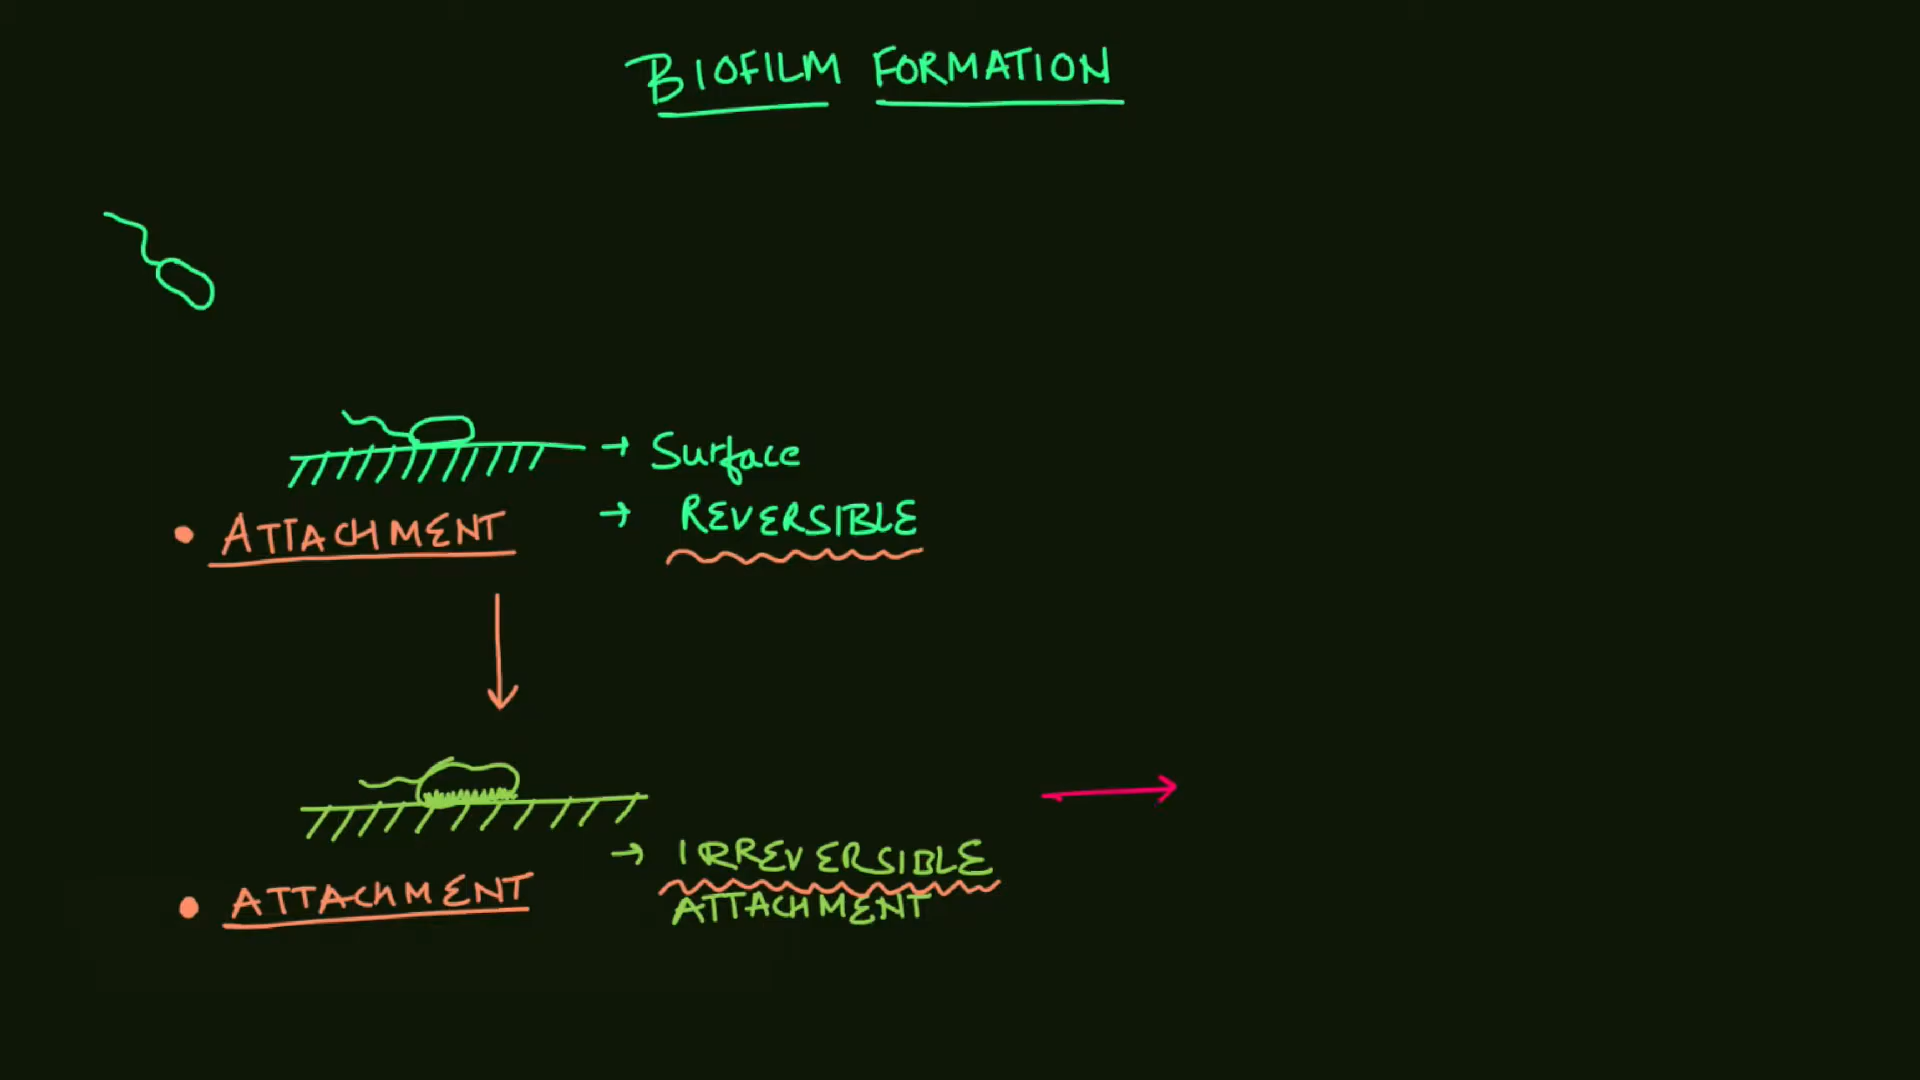 BIOFILM FORMATION
→ Surface
• ATTACHMENT → REVERSIBLE
→ IRREVERSIBLE
• ATTACHMENT ATTACHMENT